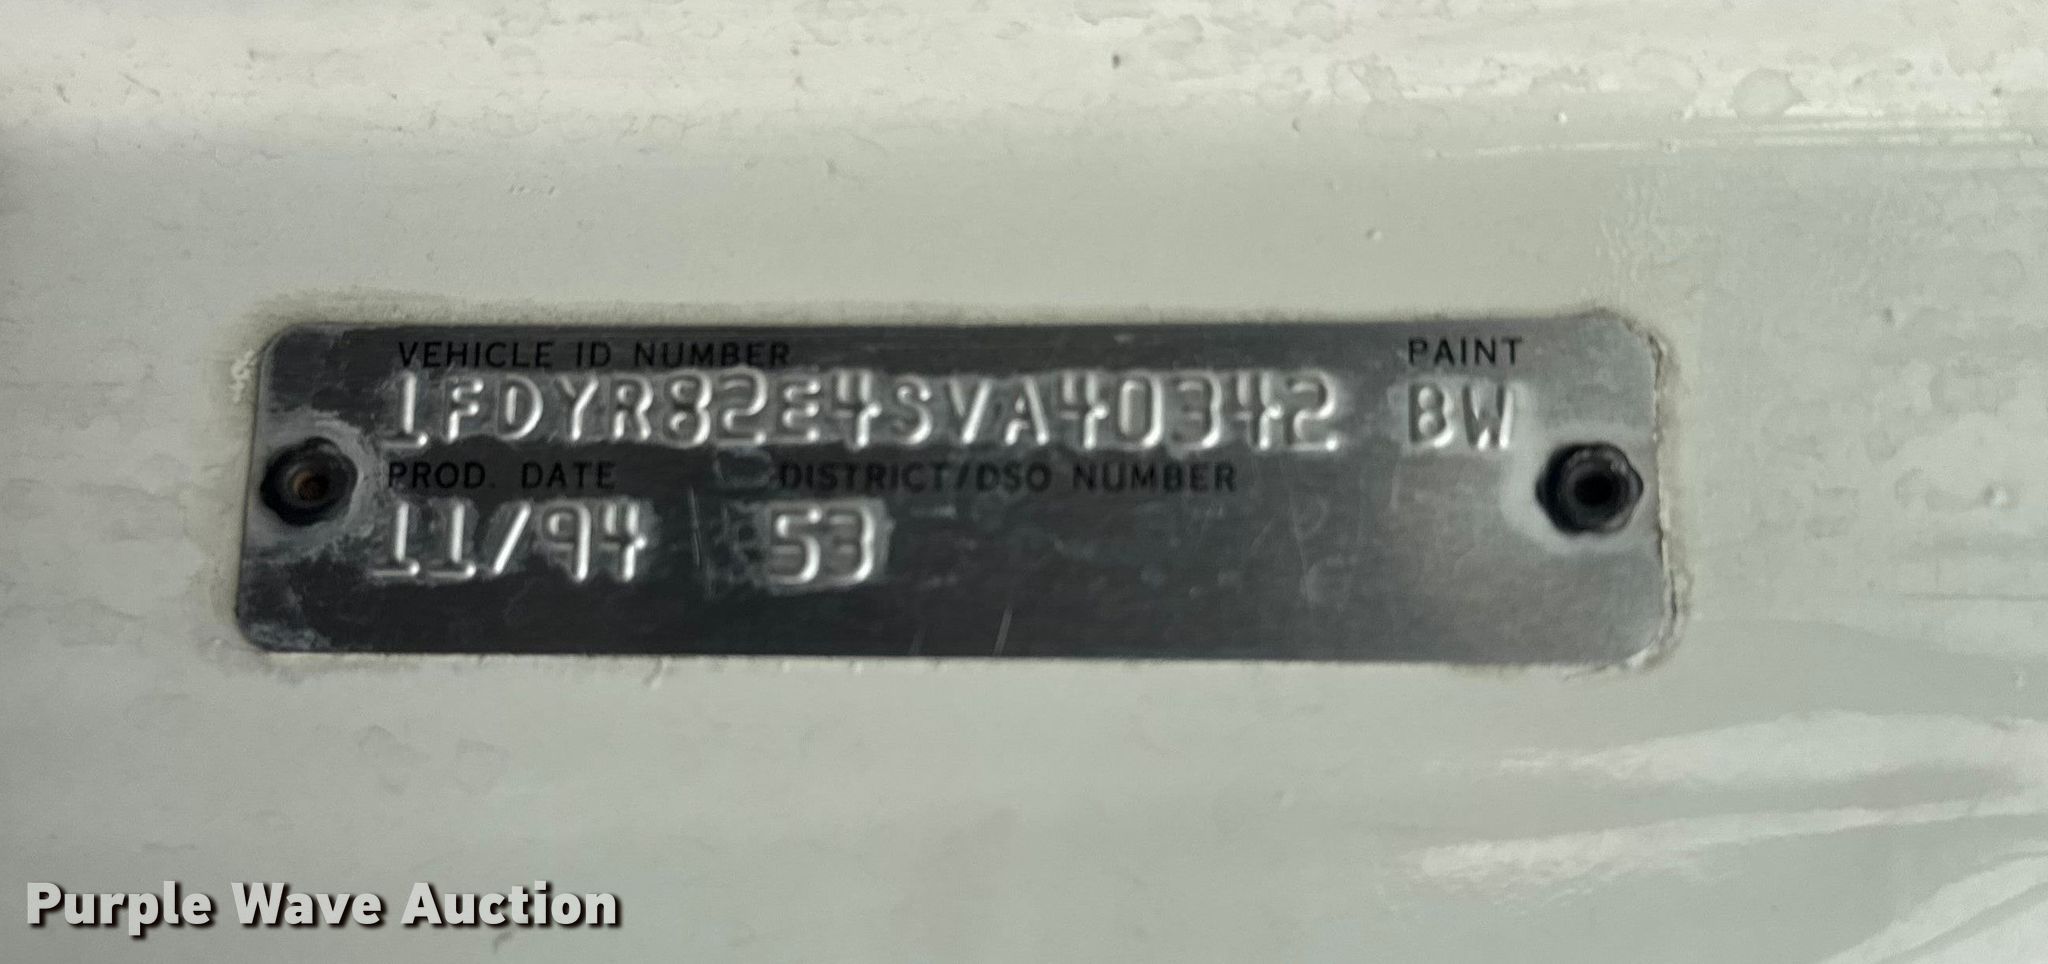 VEHICLE ID NUMBER PAINT
1FDYR82E4SVA40342 BW
PROD. DATE DISTRICT/DSO NUMBER
11/94 53
Purple Wave Auction